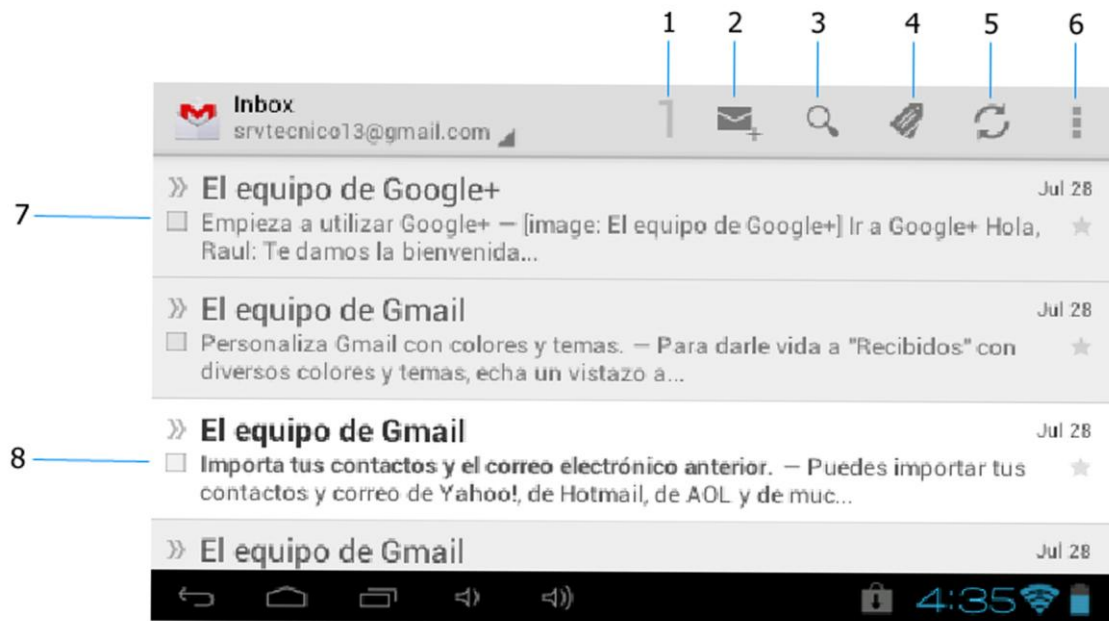 1 2 3 4 5 6
Inbox
srvtecnico13@gmail.com
1
El equipo de Google+
Jul 28
7
Empieza a utilizar Google+ – [image: El equipo de Google+] Ir a Google+ Hola,
Raul: Te damos la bienvenida...
El equipo de Gmail
Jul 28
Personaliza Gmail con colores y temas. – Para darle vida a "Recibidos" con
diversos colores y temas, echa un vistazo a...
El equipo de Gmail
Jul 28
8
Importa tus contactos y el correo electrónico anterior. – Puedes importar tus
contactos y correo de Yahoo!, de Hotmail, de AOL y de muc...
El equipo de Gmail
Jul 28
4:35